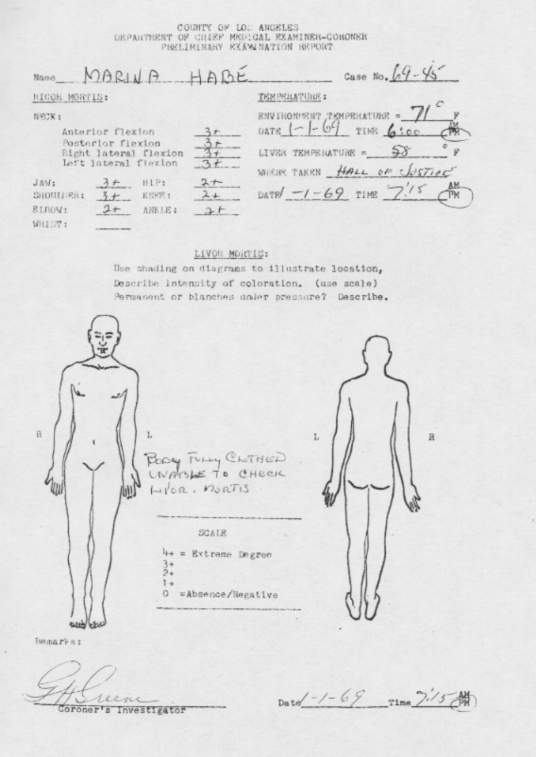 COUNTY OF LOS ANGELES
DEPARTMENT OF CHIEF MEDICAL EXAMINER-CORONER
PRELIMINARY EXAMINATION REPORT
Name MARINA HABÉ Case No. 69-45
RIGOR MORTIS: TEMPERATURE:
NECK: ENVIRONMENT TEMPERATURE = 71 ° F
Anterior flexion 3+ DATE 1-1-69 TIME 6:00 AM PM
Posterior flexion 3+
Right lateral flexion 3+ LIVER TEMPERATURE = 58 ° F
Left lateral flexion 3+
WHERE TAKEN HALL OF JUSTICE
JAW: 3+ HIP: 2+
SHOULDER: 3+ KNEE: 2+ DATE 1-1-69 TIME 7:15 AM PM
ELBOW: 2+ ANKLE: 2+
WRIST:
LIVOR MORTIS:
Use shading on diagrams to illustrate location,
Describe intensity of coloration. (use scale)
Permanent or blanches under pressure? Describe.
R L L R
BODY FULLY CLOTHED
UNABLE TO CHECK
LIVOR. MORTIS
SCALE
4+ = Extreme Degree
3+
2+
1+
0 =Absence/Negative
Remarks:
Coroner's Investigator Date 1-1-69 Time 7:15 AM PM